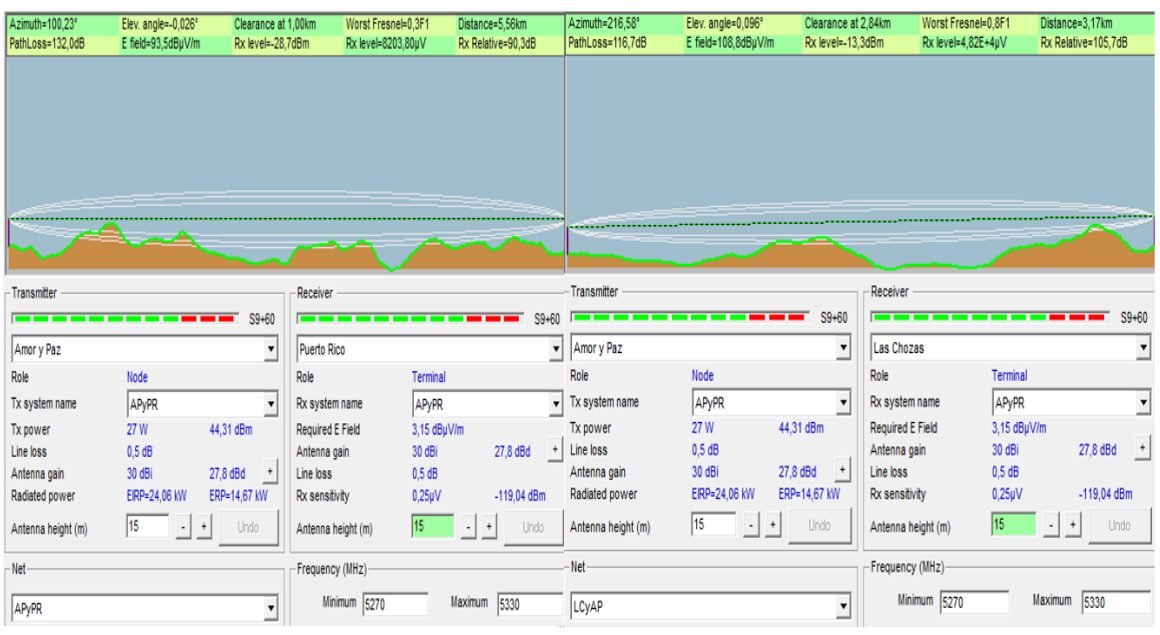 Azimuth=100,23° Elev. angle=-0,026° Clearance at 1,00km Worst Fresnel=0,3F1 Distance=5,56km
PathLoss=132,0dB E field=93,5dBµV/m Rx level=-28,7dBm Rx level=8203,80µV Rx Relative=90,3dB
Transmitter
S9+60
Amor y Paz
Role Node
Tx system name APyPR
Tx power 27 W 44,31 dBm
Line loss 0,5 dB
Antenna gain 30 dBi 27,8 dBd +
Radiated power EIRP=24,06 kW ERP=14,67 kW
Antenna height (m) 15 - + Undo
Net
APyPR
Receiver
S9+60
Puerto Rico
Role Terminal
Rx system name APyPR
Required E Field 3,15 dBµV/m
Antenna gain 30 dBi 27,8 dBd +
Line loss 0,5 dB
Rx sensitivity 0,25µV -119,04 dBm
Antenna height (m) 15 - + Undo
Frequency (MHz)
Minimum 5270 Maximum 5330
Azimuth=216,58° Elev. angle=0,096° Clearance at 2,84km Worst Fresnel=0,8F1 Distance=3,17km
PathLoss=116,7dB E field=108,8dBµV/m Rx level=-13,3dBm Rx level=4,82E+4µV Rx Relative=105,7dB
Transmitter
S9+60
Amor y Paz
Role Node
Tx system name APyPR
Tx power 27 W 44,31 dBm
Line loss 0,5 dB
Antenna gain 30 dBi 27,8 dBd +
Radiated power EIRP=24,06 kW ERP=14,67 kW
Antenna height (m) 15 - + Undo
Net
LCyAP
Receiver
S9+60
Las Chozas
Role Terminal
Rx system name APyPR
Required E Field 3,15 dBµV/m
Antenna gain 30 dBi 27,8 dBd +
Line loss 0,5 dB
Rx sensitivity 0,25µV -119,04 dBm
Antenna height (m) 15 - + Undo
Frequency (MHz)
Minimum 5270 Maximum 5330